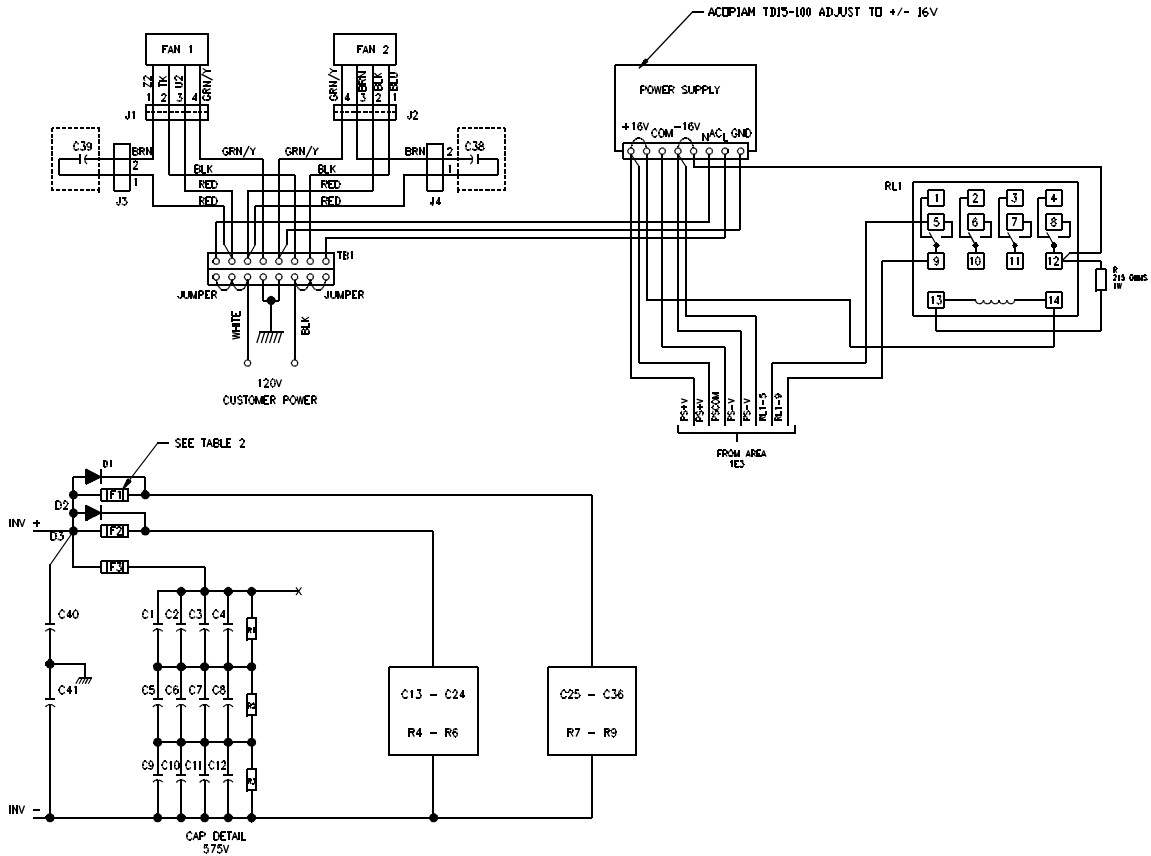 ACOPIAM TD15-100 ADJUST TO +/- 16V
FAN 1
FAN 2
POWER SUPPLY
Z2
TK
U2
GRN/Y
GRN/Y
BRN
BLK
BLU
1 2 3 4
4 3 2 1
J1
J2
+16V COM -16V N AC L GND
C39
BRN
2
1
J3
GRN/Y
GRN/Y
BLK
BLK
RED
RED
RED
RED
BRN
2
1
J4
C38
RL1
1 2 3 4
5 6 7 8
9 10 11 12
13 14
R
215 OHMS
1W
TB1
JUMPER
JUMPER
WHITE
BLK
120V
CUSTOMER POWER
PS+V
PS+V
PSCOM
PS-V
PS-V
RL1-5
RL1-9
FROM AREA
1E3
SEE TABLE 2
D1
F1
D2
INV +
F2
D3
F3
C40
C1 C2 C3 C4
R1
C41
C5 C6 C7 C8
R2
C13 - C24
R4 - R6
C25 - C36
R7 - R9
C9 C10 C11 C12
R3
INV -
CAP DETAIL
575V